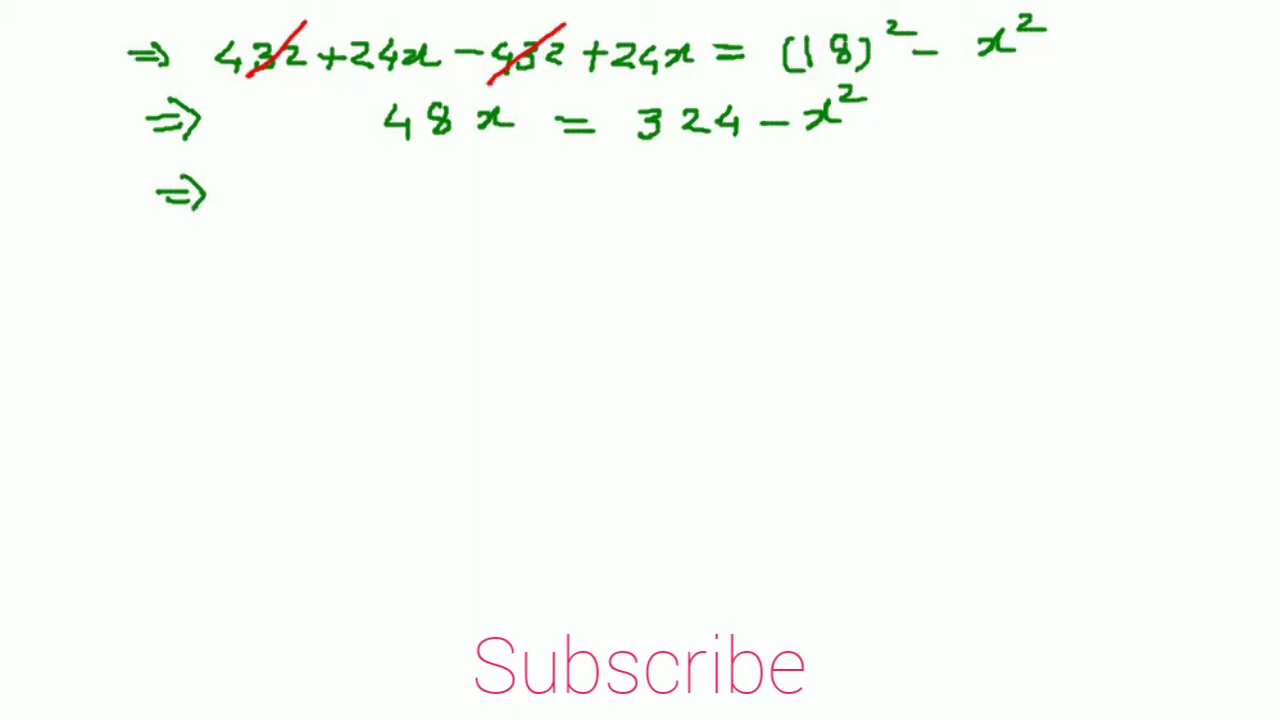 ⇒ 432 + 24x - 432 + 24x = (18)² - x²
⇒ 48x = 324 - x²
⇒
Subscribe